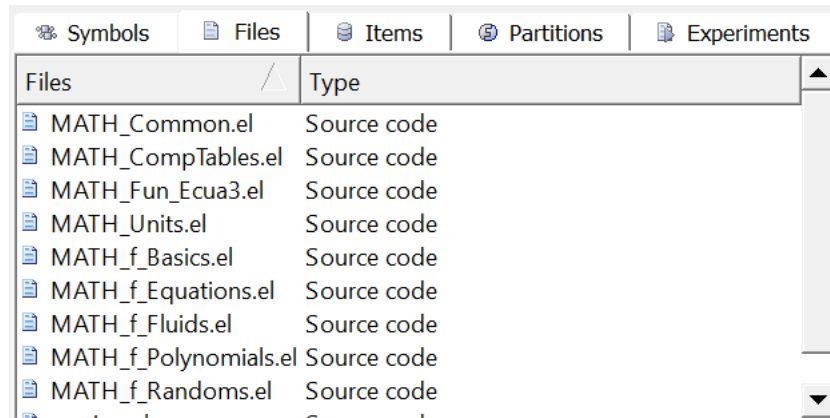 Symbols Files Items Partitions Experiments
Files Type
MATH_Common.el Source code
MATH_CompTables.el Source code
MATH_Fun_Ecua3.el Source code
MATH_Units.el Source code
MATH_f_Basics.el Source code
MATH_f_Equations.el Source code
MATH_f_Fluids.el Source code
MATH_f_Polynomials.el Source code
MATH_f_Randoms.el Source code